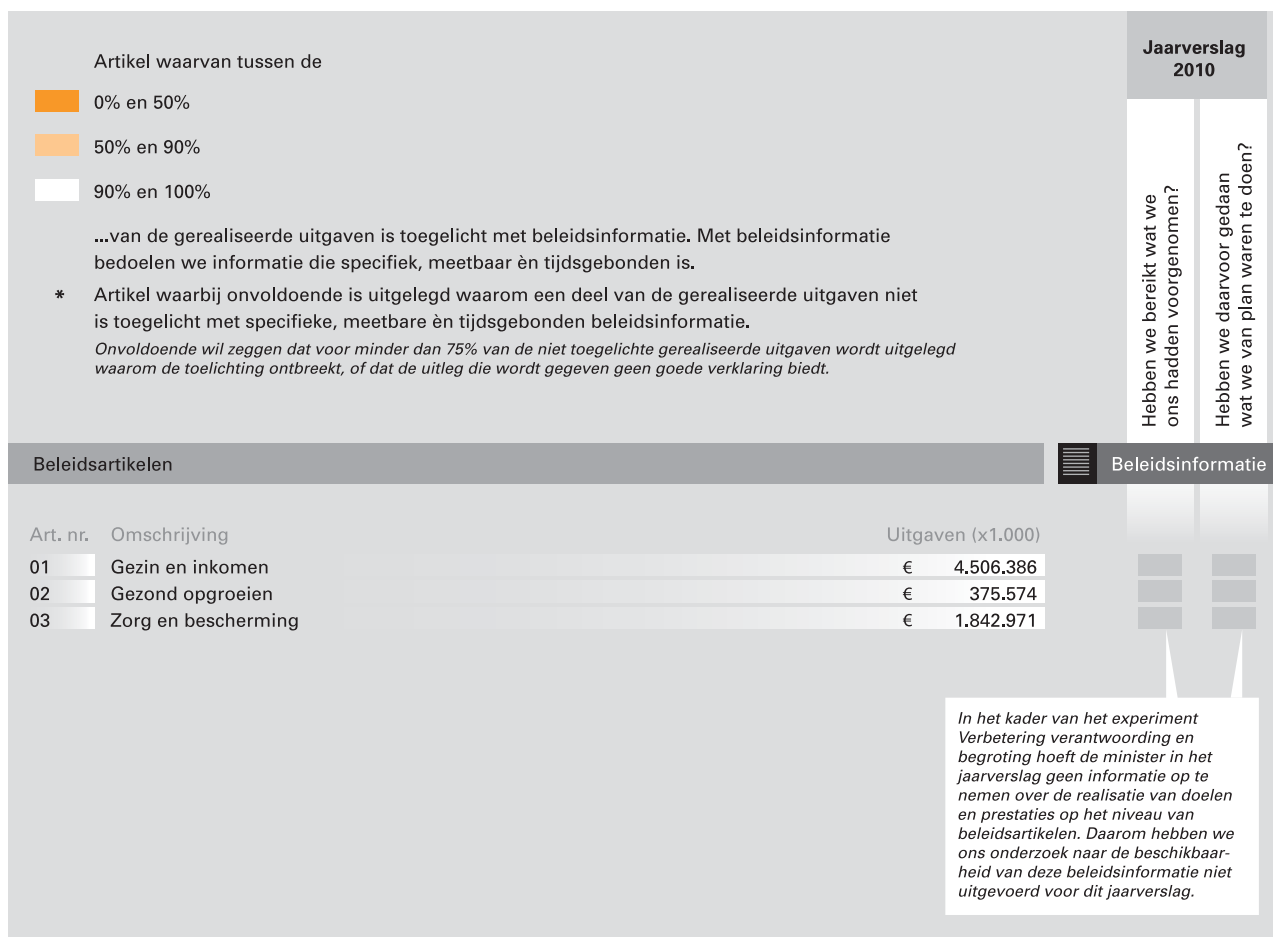 Artikel waarvan tussen de
0% en 50%
50% en 90%
90% en 100%
...van de gerealiseerde uitgaven is toegelicht met beleidsinformatie. Met beleidsinformatie
bedoelen we informatie die specifiek, meetbaar èn tijdsgebonden is.
* Artikel waarbij onvoldoende is uitgelegd waarom een deel van de gerealiseerde uitgaven niet
is toegelicht met specifieke, meetbare èn tijdsgebonden beleidsinformatie.
Onvoldoende wil zeggen dat voor minder dan 75% van de niet toegelichte gerealiseerde uitgaven wordt uitgelegd
waarom de toelichting ontbreekt, of dat de uitleg die wordt gegeven geen goede verklaring biedt.
Jaarverslag
2010
Hebben we bereikt wat we
ons hadden voorgenomen?
Hebben we daarvoor gedaan
wat we van plan waren te doen?
Beleidsartikelen
Beleidsinformatie
Art. nr. Omschrijving Uitgaven (x1.000)
01 Gezin en inkomen € 4.506.386
02 Gezond opgroeien € 375.574
03 Zorg en bescherming € 1.842.971
In het kader van het experiment
Verbetering verantwoording en
begroting hoeft de minister in het
jaarverslag geen informatie op te
nemen over de realisatie van doelen
en prestaties op het niveau van
beleidsartikelen. Daarom hebben we
ons onderzoek naar de beschikbaar-
heid van deze beleidsinformatie niet
uitgevoerd voor dit jaarverslag.